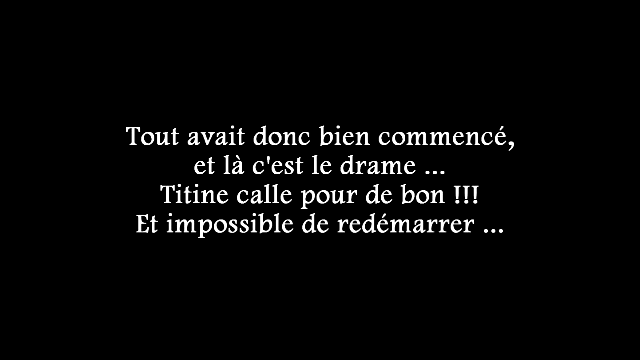 Tout avait donc bien commencé,
et là c'est le drame ...
Titine calle pour de bon !!!
Et impossible de redémarrer ...